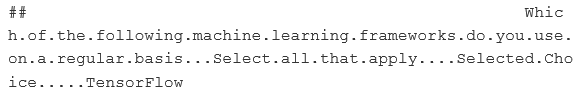 ##                                                                Whic
h.of.the.following.machine.learning.frameworks.do.you.use.
on.a.regular.basis...Select.all.that.apply....Selected.Cho
ice.....TensorFlow